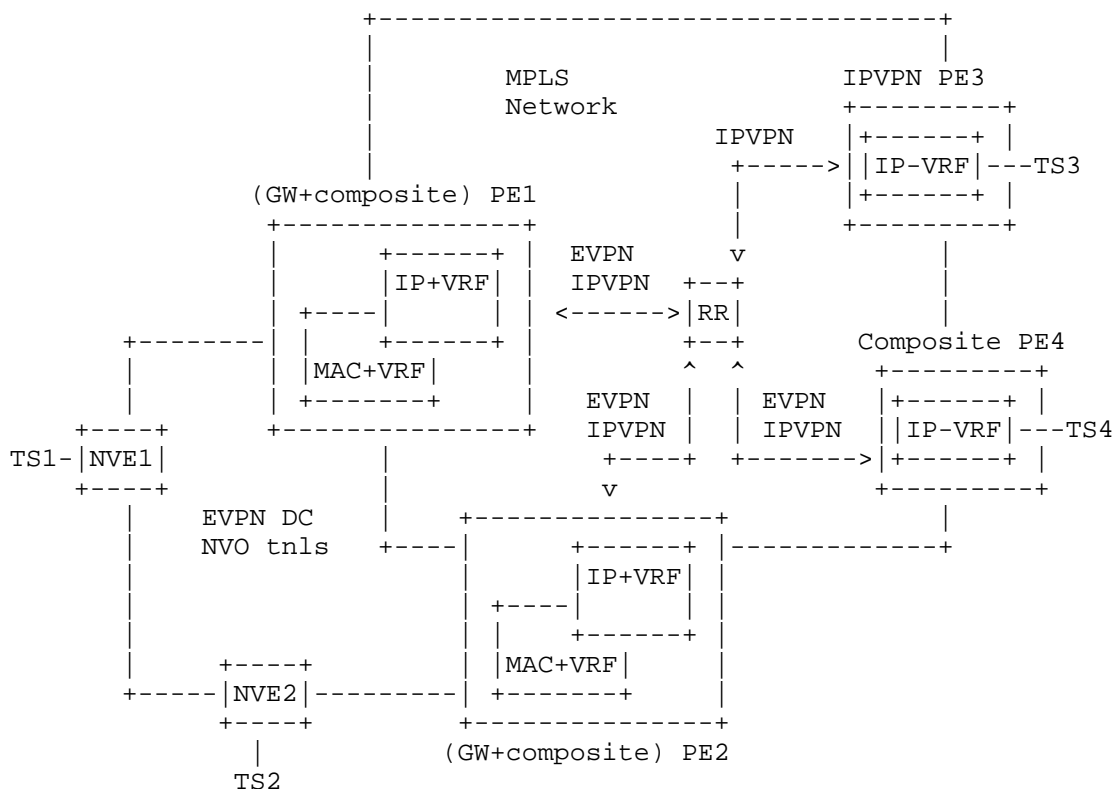 MPLS IPVPN PE3
Network
IPVPN
IP-VRF TS3
(GW+composite) PE1
EVPN
IP+VRF IPVPN
RR
Composite PE4
MAC+VRF
EVPN EVPN
IPVPN IPVPN IP-VRF TS4
TS1 NVE1
EVPN DC
NVO tnls
IP+VRF
MAC+VRF
NVE2
(GW+composite) PE2
TS2